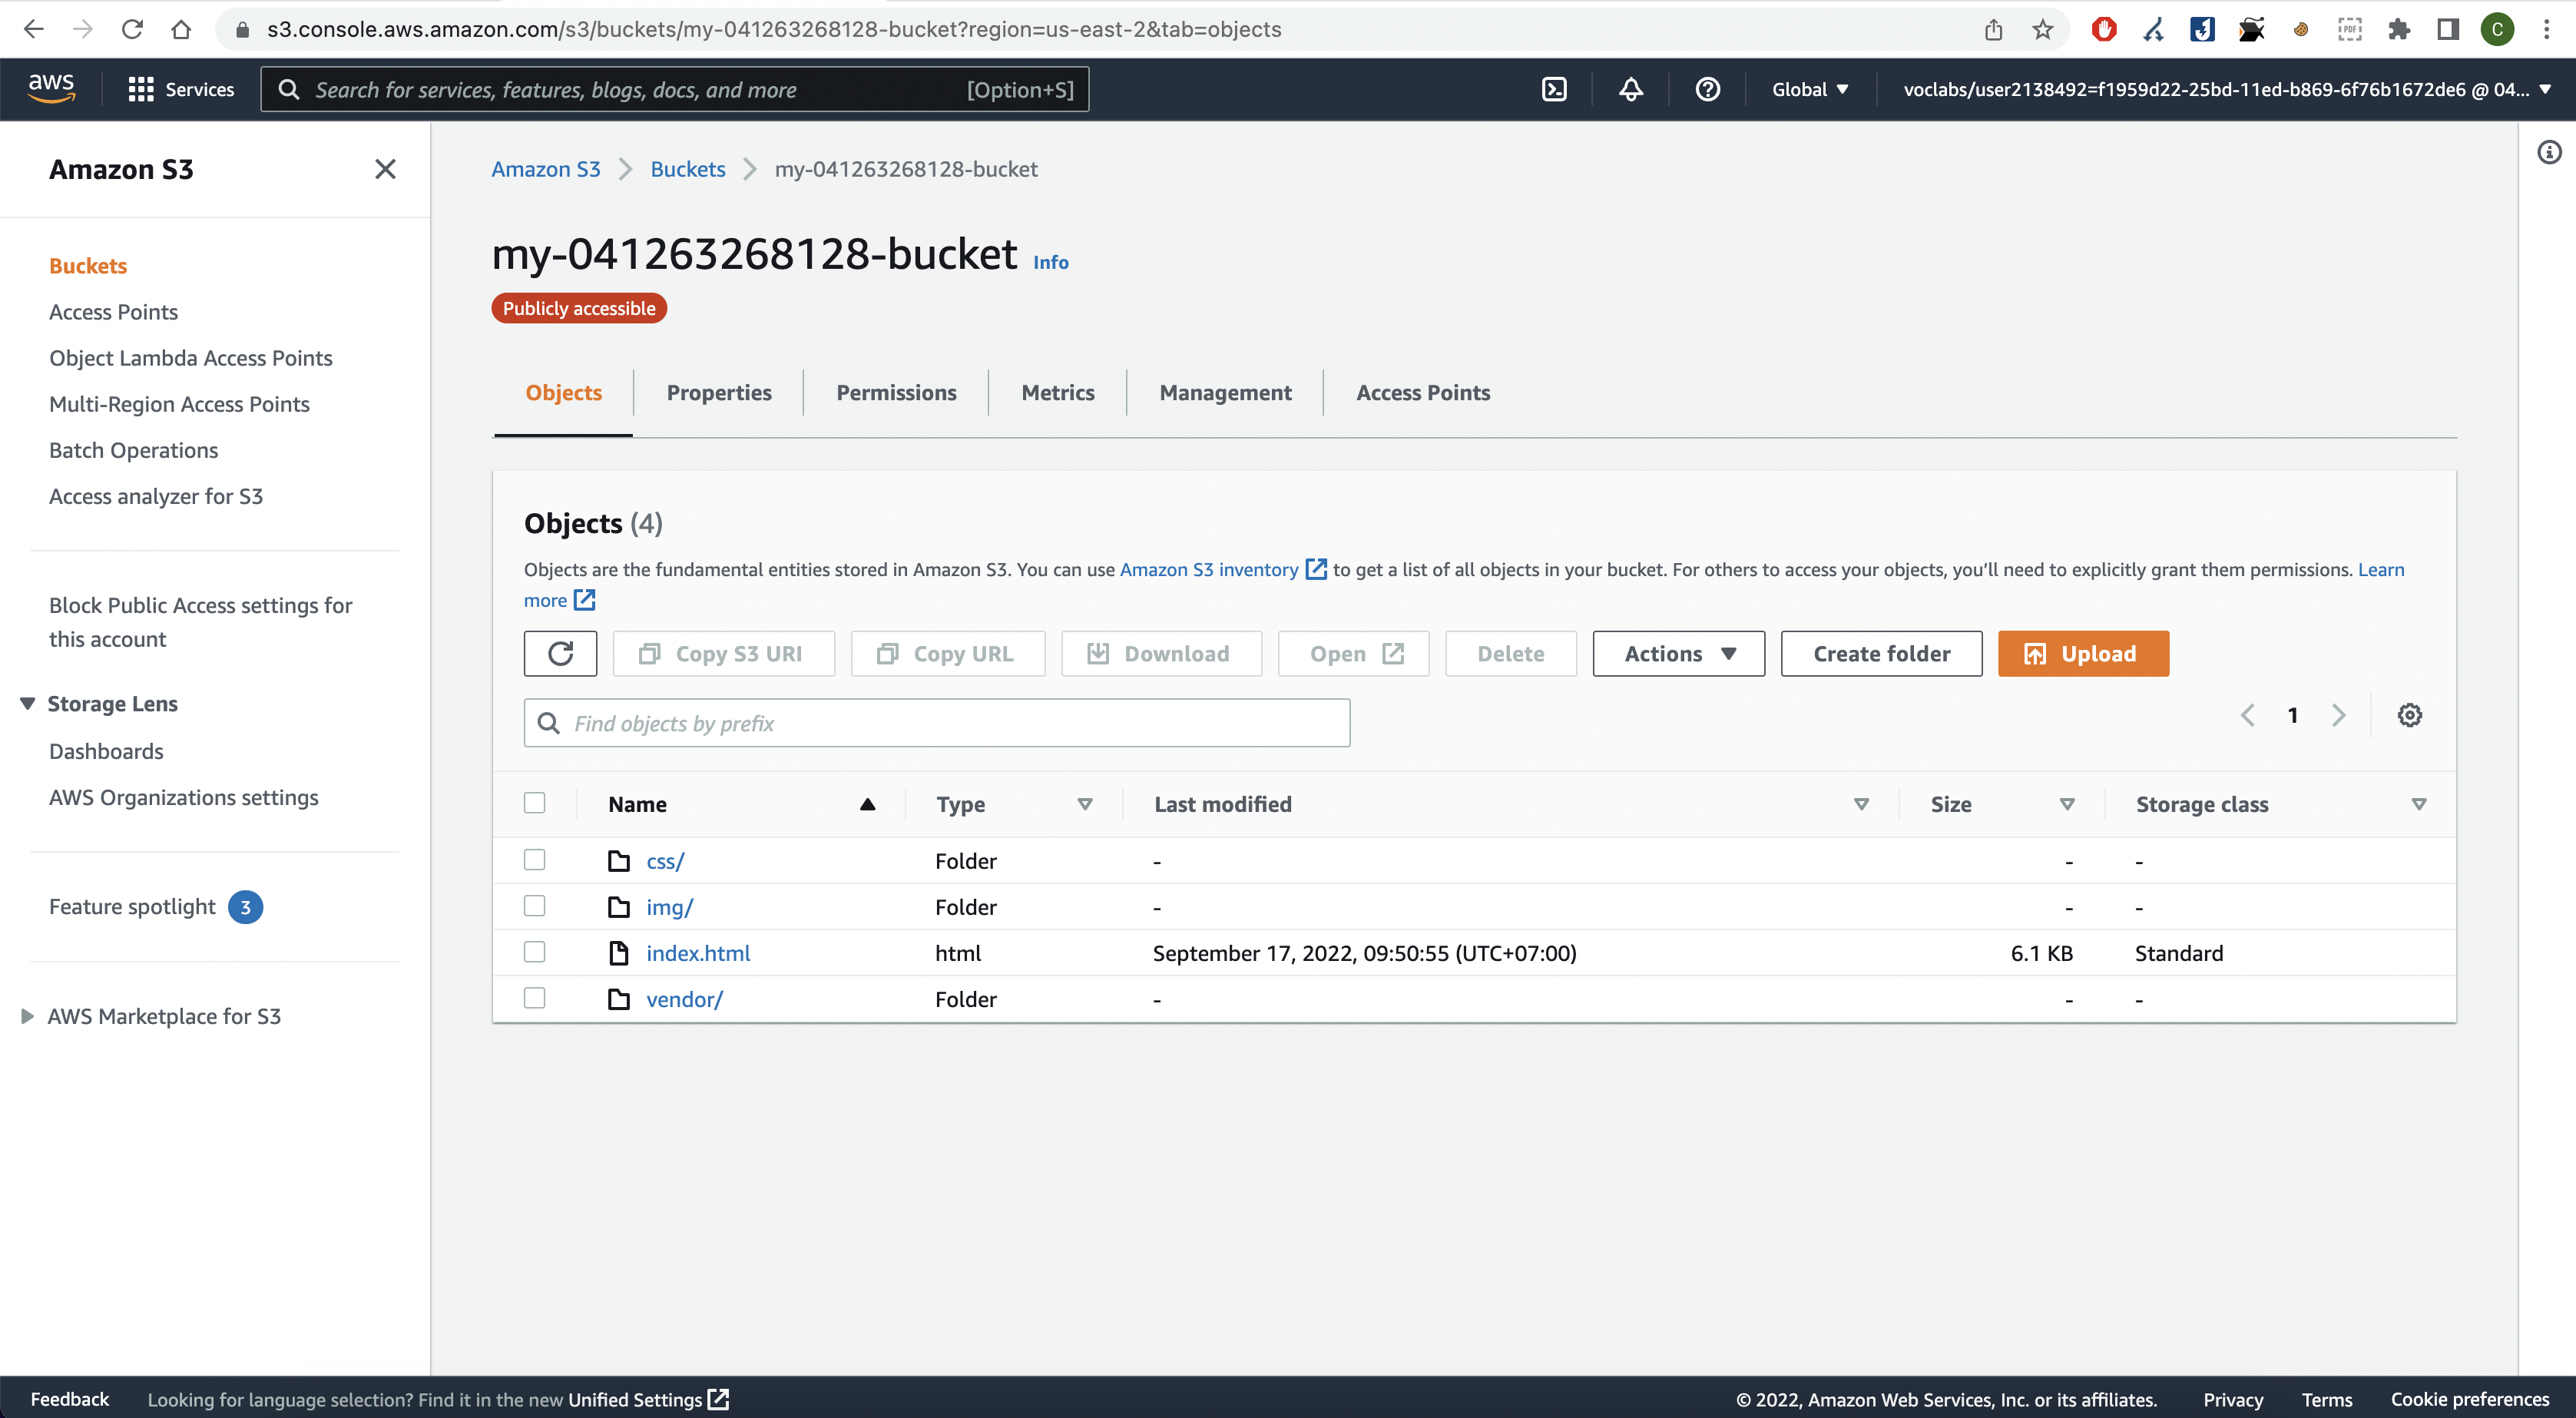 s3.console.aws.amazon.com/s3/buckets/my-041263268128-bucket?region=us-east-2&tab=objects
PDF
C
aws
Services
Search for services, features, blogs, docs, and more
[Option+S]
Global
voclabs/user2138492=f1959d22-25bd-11ed-b869-6f76b1672de6 @ 04...
Amazon S3
Buckets
Access Points
Object Lambda Access Points
Multi-Region Access Points
Batch Operations
Access analyzer for S3
Block Public Access settings for
this account
Storage Lens
Dashboards
AWS Organizations settings
Feature spotlight 3
AWS Marketplace for S3
Amazon S3 > Buckets > my-041263268128-bucket
my-041263268128-bucket Info
Publicly accessible
Objects Properties Permissions Metrics Management Access Points
Objects (4)
Objects are the fundamental entities stored in Amazon S3. You can use Amazon S3 inventory to get a list of all objects in your bucket. For others to access your objects, you'll need to explicitly grant them permissions. Learn
more
Copy S3 URI Copy URL Download Open Delete Actions Create folder Upload
Find objects by prefix
1
Name Type Last modified Size Storage class
css/ Folder - - -
img/ Folder - - -
index.html html September 17, 2022, 09:50:55 (UTC+07:00) 6.1 KB Standard
vendor/ Folder - - -
Feedback Looking for language selection? Find it in the new Unified Settings
© 2022, Amazon Web Services, Inc. or its affiliates. Privacy Terms Cookie preferences